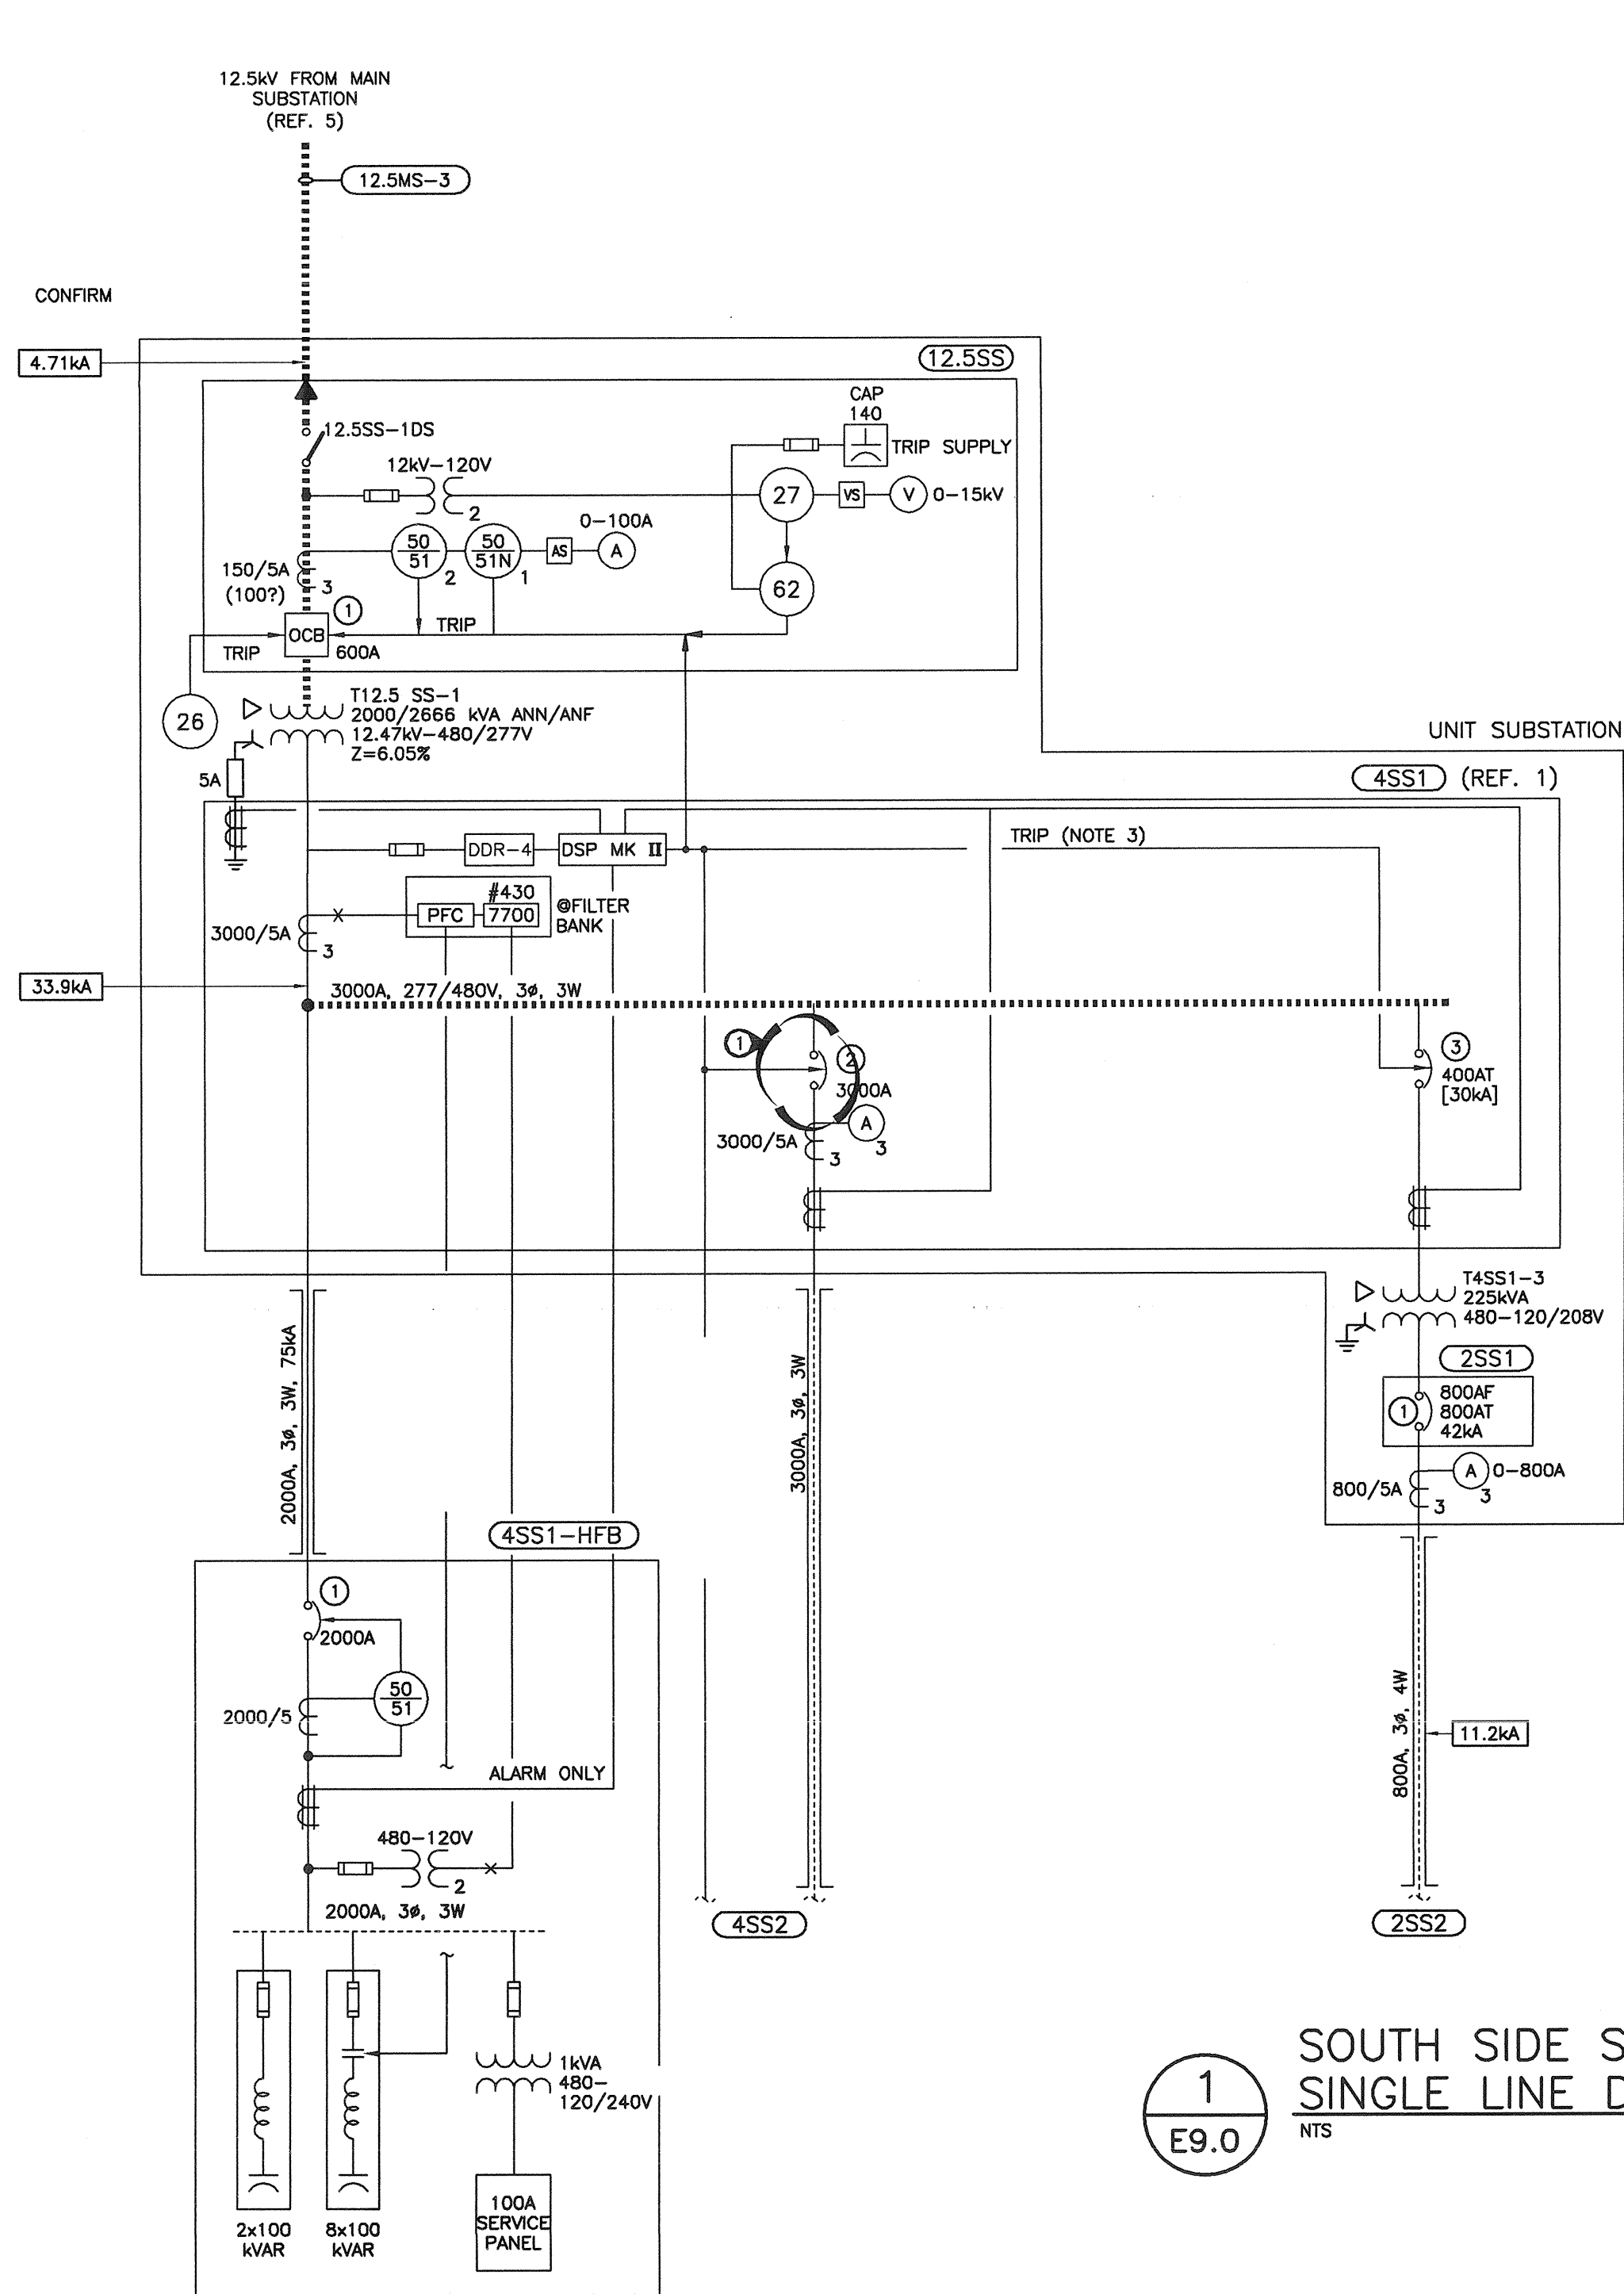 12.5kV FROM MAIN
SUBSTATION
(REF. 5)
12.5MS-3
CONFIRM
4.71kA
12.5SS
CAP
140
TRIP SUPPLY
12.5SS-1DS
12kV-120V
2
27
VS
V
0-15kV
0-100A
50
51
2
50
51N
1
AS
A
150/5A
(100?)
3
62
1
OCB
TRIP
TRIP
600A
26
T12.5 SS-1
2000/2666 kVA ANN/ANF
12.47kV-480/277V
Z=6.05%
5A
UNIT SUBSTATION
4SS1
(REF. 1)
DDR-4
DSP MK II
TRIP (NOTE 3)
#430
PFC
7700
@FILTER
BANK
3000/5A
3
33.9kA
3000A, 277/480V, 3ø, 3W
1
2
3000A
3
400AT
[30kA]
3000/5A
3
A
3
T4SS1-3
225kVA
480-120/208V
2SS1
1
800AF
800AT
42kA
800/5A
3
A
3
0-800A
2000A, 3ø, 3W, 75kA
3000A, 3ø, 3W
4SS1-HFB
1
2000A
50
51
2000/5
800A, 3ø, 4W
11.2kA
ALARM ONLY
480-120V
2
2000A, 3ø, 3W
4SS2
2SS2
1kVA
480-
120/240V
100A
SERVICE
PANEL
2x100
kVAR
8x100
kVAR
1
E9.0
SOUTH SIDE S
SINGLE LINE D
NTS